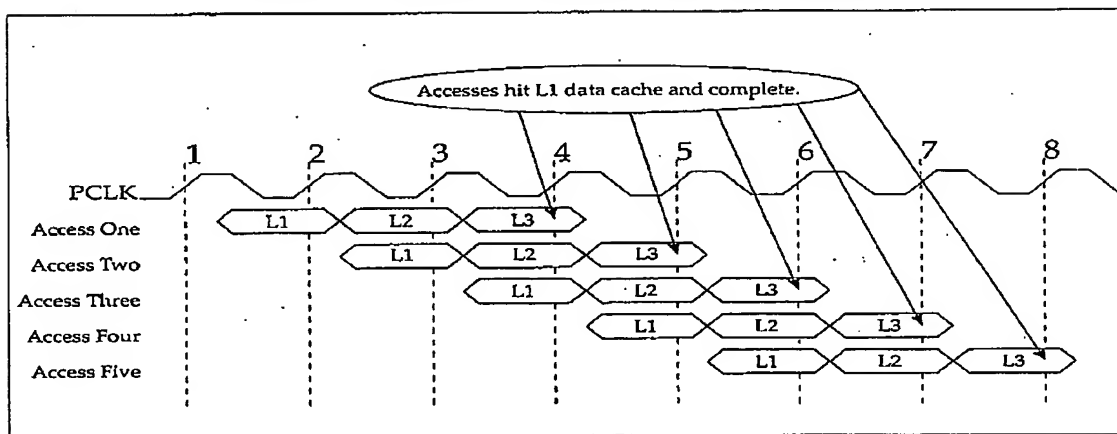 Accesses hit L1 data cache and complete.
1 2 3 4 5 6 7 8
PCLK
Access One L1 L2 L3
Access Two L1 L2 L3
Access Three L1 L2 L3
Access Four L1 L2 L3
Access Five L1 L2 L3